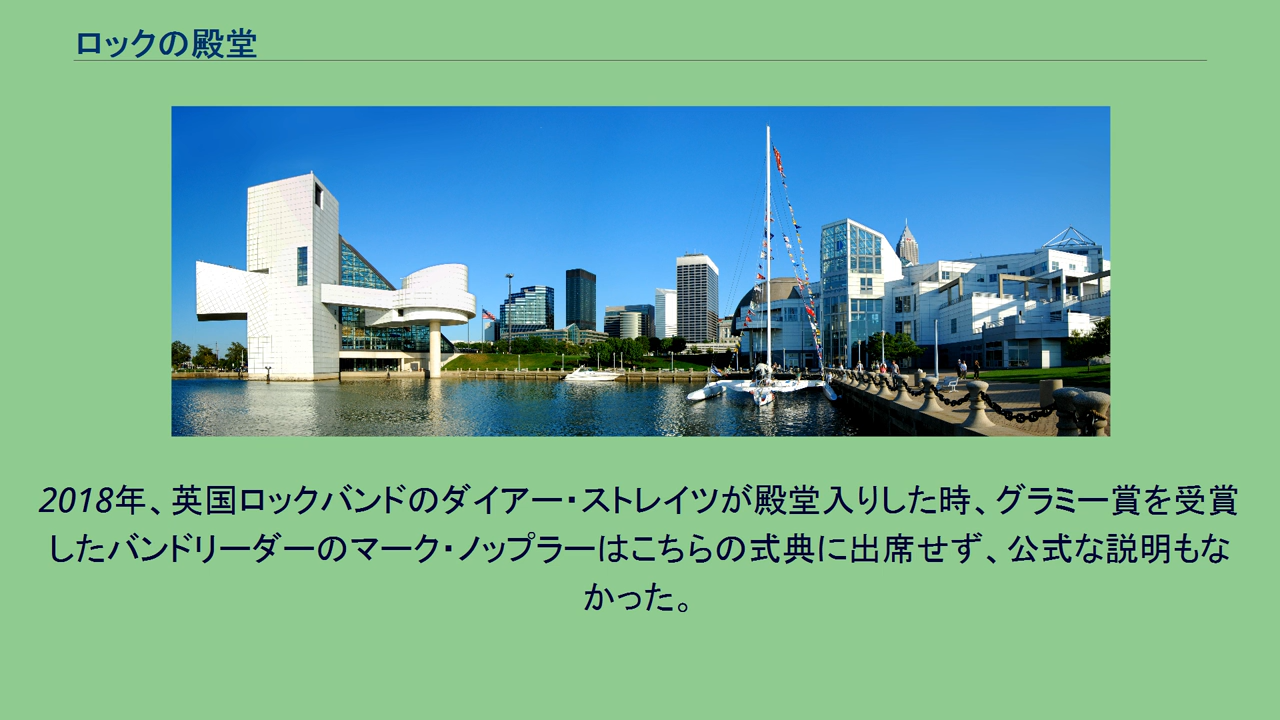 ロックの殿堂
2018年、英国ロックバンドのダイアー・ストレイツが殿堂入りした時、グラミー賞を受賞
したバンドリーダーのマーク・ノップラーはこちらの式典に出席せず、公式な説明もな
かった。